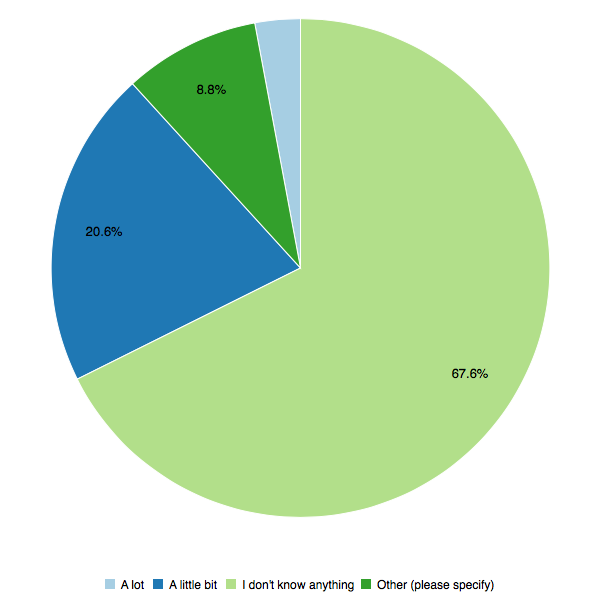 8.8%
20.6%
67.6%
A lot A little bit I don't know anything Other (please specify)